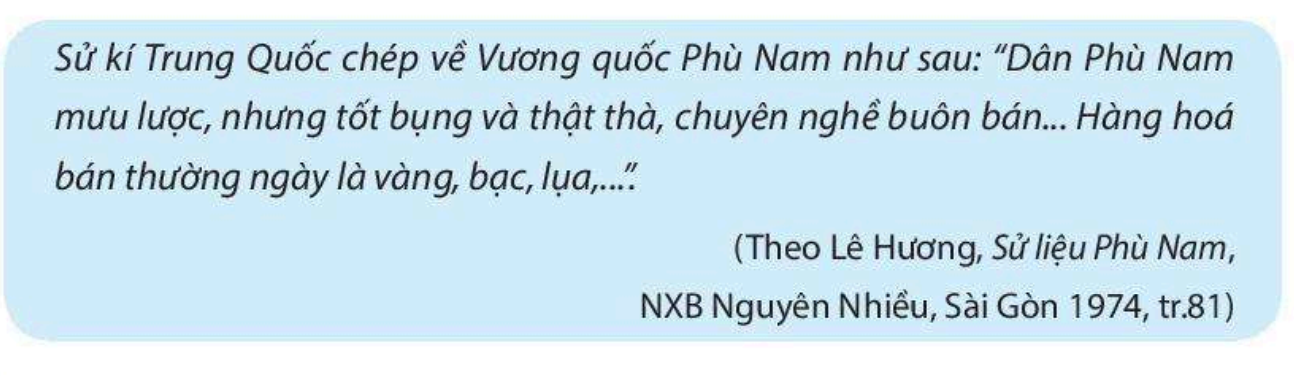 Sử kí Trung Quốc chép về Vương quốc Phù Nam như sau: “Dân Phù Nam
mưu lược, nhưng tốt bụng và thật thà, chuyên nghề buôn bán... Hàng hoá
bán thường ngày là vàng, bạc, lụa,...”.
(Theo Lê Hương, Sử liệu Phù Nam,
NXB Nguyên Nhiều, Sài Gòn 1974, tr.81)